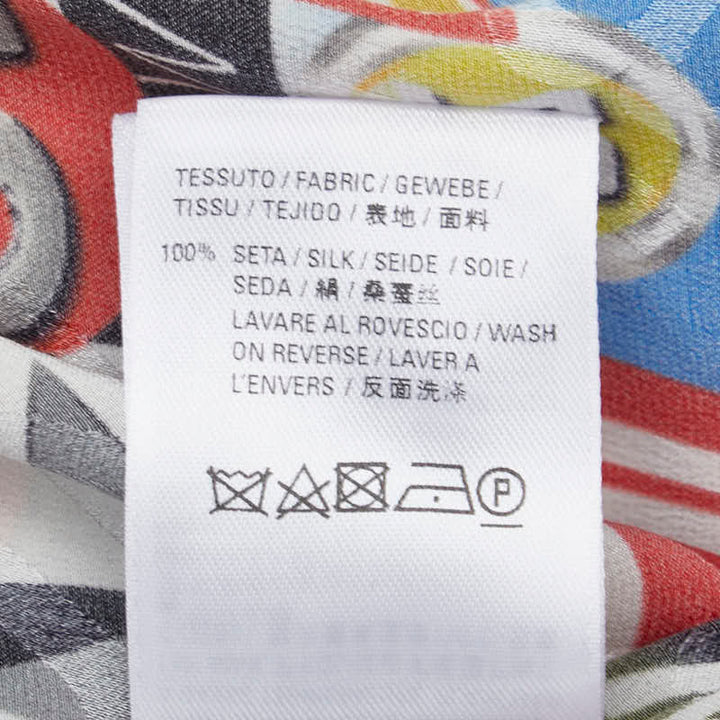 TESSUTO / FABRIC / GEWEBE /
TISSU / TEJIDO / 表地 / 面料
100% SETA / SILK / SEIDE / SOIE /
SEDA / 絹 / 桑蚕丝
LAVARE AL ROVESCIO / WASH
ON REVERSE / LAVER A
L'ENVERS / 反面洗涤
P